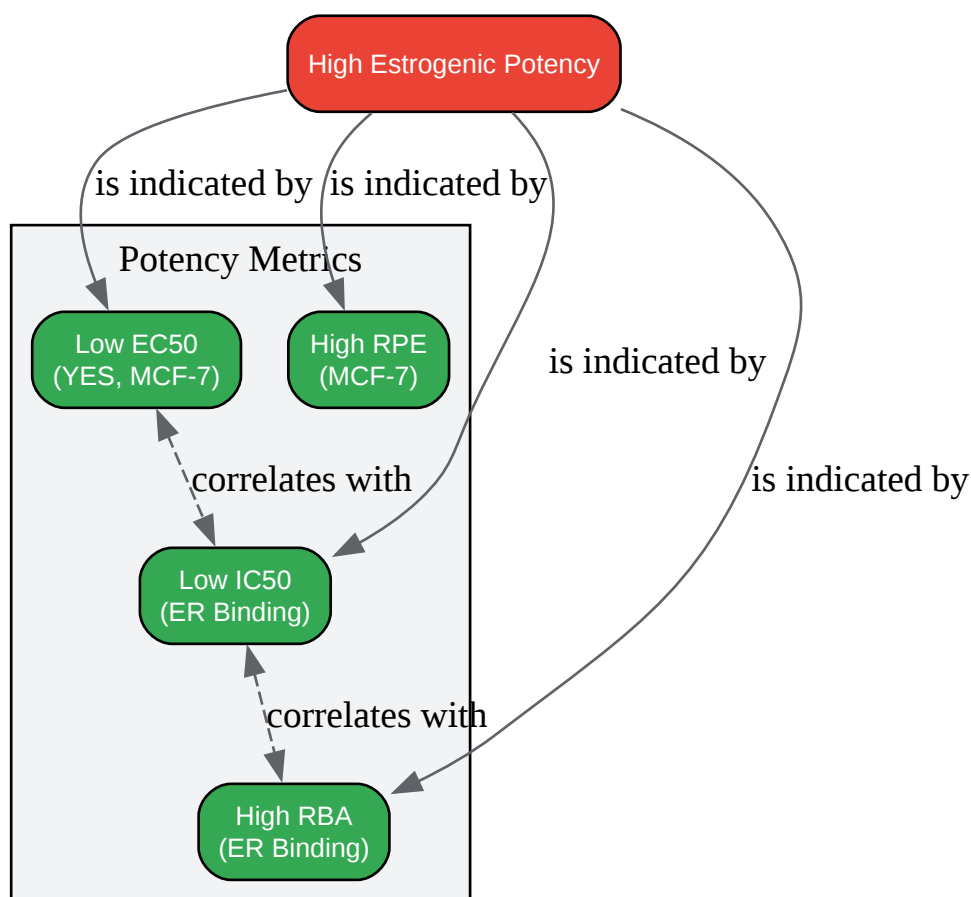 High Estrogenic Potency
is indicated by
is indicated by
Potency Metrics
Low EC50
(YES, MCF-7)
High RPE
(MCF-7)
is indicated by
is indicated by
correlates with
Low IC50
(ER Binding)
correlates with
High RBA
(ER Binding)